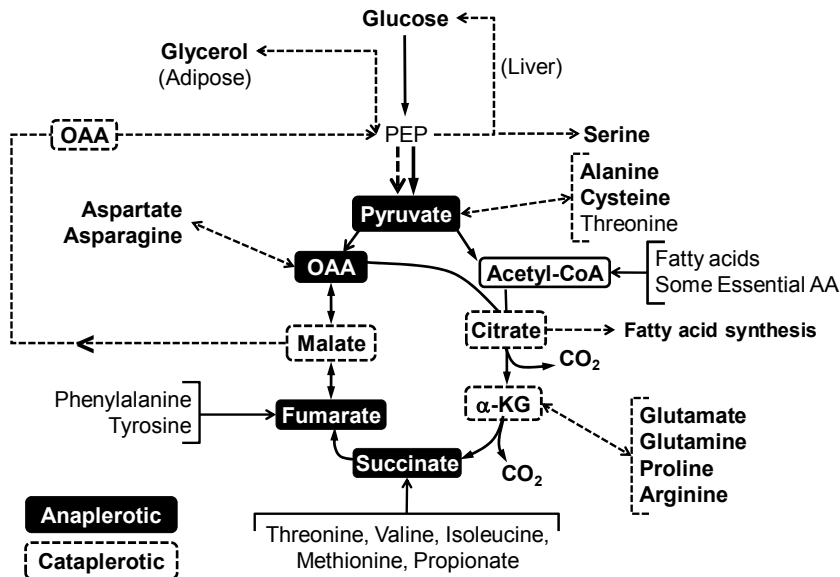 Glucose
Glycerol
(Adipose)
(Liver)
OAA
PEP
Serine
Alanine
Cysteine
Threonine
Pyruvate
Aspartate
Asparagine
OAA
Acetyl-CoA
Fatty acids
Some Essential AA
Malate
Citrate
Fatty acid synthesis
CO₂
Phenylalanine
Tyrosine
Fumarate
α-KG
Glutamate
Glutamine
Proline
Arginine
Succinate
CO₂
Anaplerotic
Cataplerotic
Threonine, Valine, Isoleucine,
Methionine, Propionate